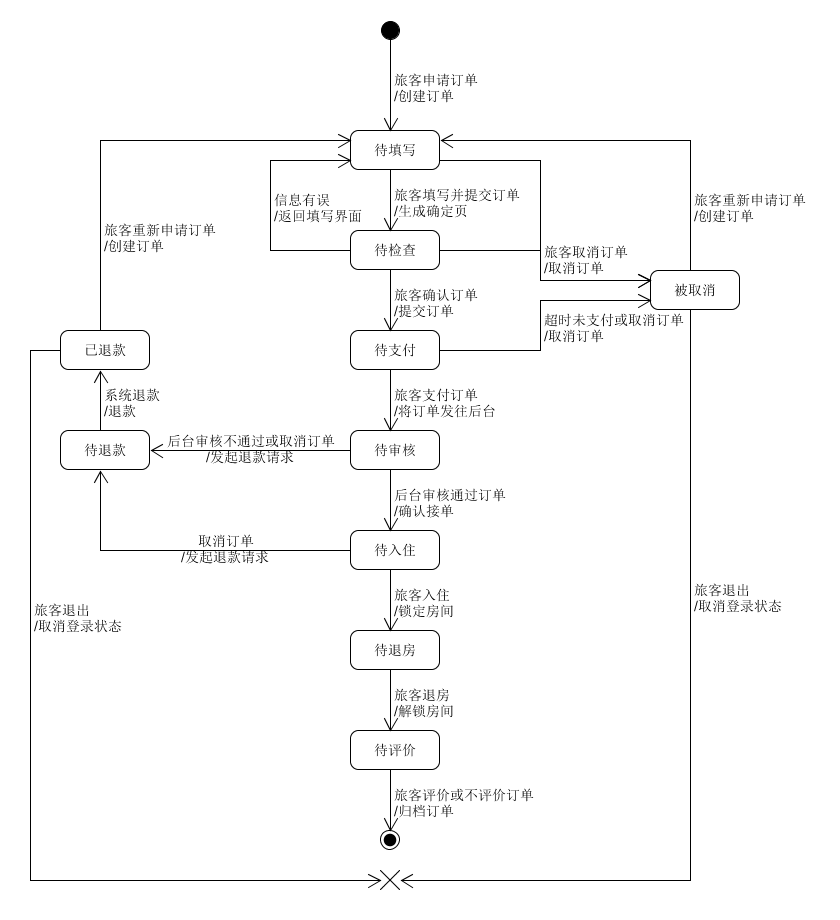 旅客申请订单
/创建订单
待填写
信息有误
/返回填写界面
旅客填写并提交订单
/生成确定页
旅客重新申请订单
/创建订单
旅客重新申请订单
/创建订单
待检查
旅客取消订单
/取消订单
被取消
旅客确认订单
/提交订单
超时未支付或取消订单
/取消订单
已退款
待支付
系统退款
/退款
旅客支付订单
/将订单发往后台
待退款
后台审核不通过或取消订单
/发起退款请求
待审核
后台审核通过订单
/确认接单
取消订单
/发起退款请求
待入住
旅客退出
/取消登录状态
旅客入住
/锁定房间
旅客退出
/取消登录状态
待退房
旅客退房
/解锁房间
待评价
旅客评价或不评价订单
/归档订单